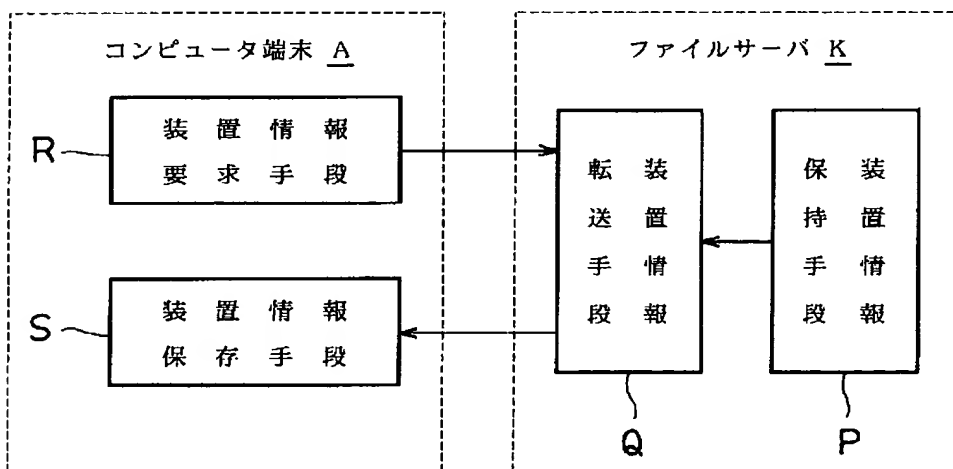 コンピュータ端末 A
装置情報
要求手段
R
装置情報
保存手段
S
ファイルサーバ K
装置情報
転送手段
Q
装置情報
保持手段
P